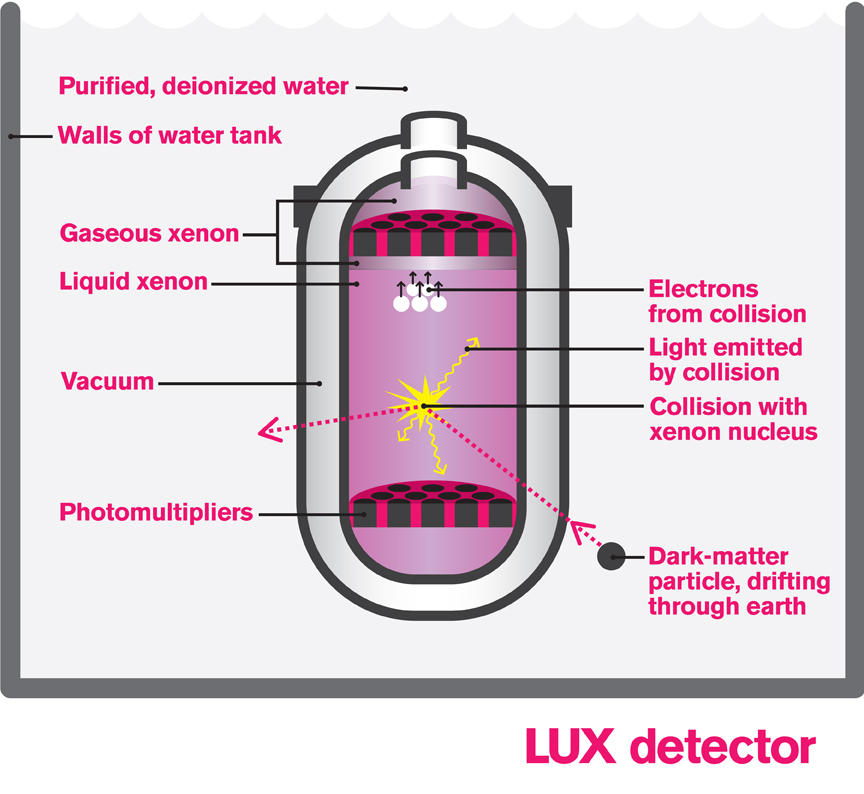 Purified, deionized water
Walls of water tank
Gaseous xenon
Liquid xenon
Vacuum
Photomultipliers
Electrons
from collision
Light emitted
by collision
Collision with
xenon nucleus
Dark-matter
particle, drifting
through earth
LUX detector